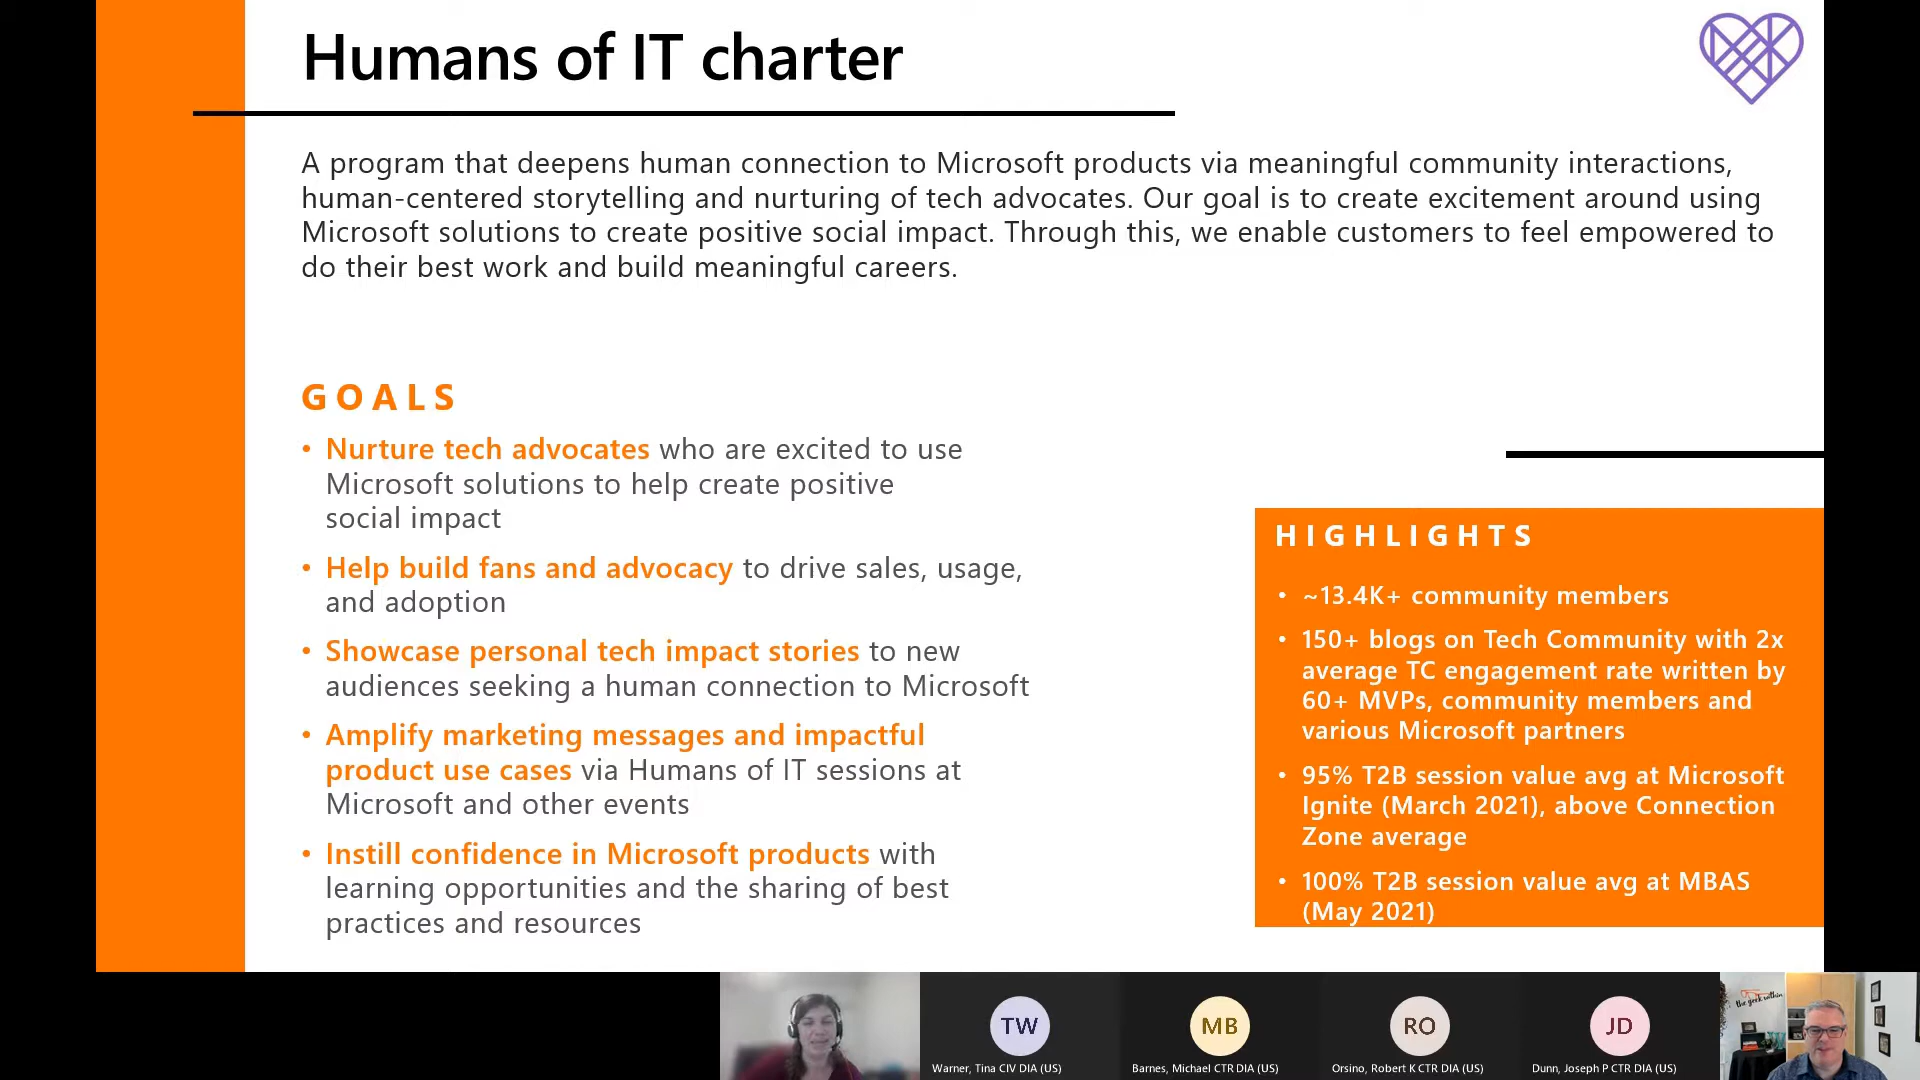 Humans of IT charter
A program that deepens human connection to Microsoft products via meaningful community interactions,
human-centered storytelling and nurturing of tech advocates. Our goal is to create excitement around using
Microsoft solutions to create positive social impact. Through this, we enable customers to feel empowered to
do their best work and build meaningful careers.
GOALS
• Nurture tech advocates who are excited to use
Microsoft solutions to help create positive
social impact
• Help build fans and advocacy to drive sales, usage,
and adoption
• Showcase personal tech impact stories to new
audiences seeking a human connection to Microsoft
• Amplify marketing messages and impactful
product use cases via Humans of IT sessions at
Microsoft and other events
• Instill confidence in Microsoft products with
learning opportunities and the sharing of best
practices and resources
HIGHLIGHTS
• ~13.4K+ community members
• 150+ blogs on Tech Community with 2x
average TC engagement rate written by
60+ MVPs, community members and
various Microsoft partners
• 95% T2B session value avg at Microsoft
Ignite (March 2021), above Connection
Zone average
• 100% T2B session value avg at MBAS
(May 2021)
TW
Warner, Tina CIV DIA (US)
MB
Barnes, Michael CTR DIA (US)
RO
Orsino, Robert K CTR DIA (US)
JD
Dunn, Joseph P CTR DIA (US)
the geek within